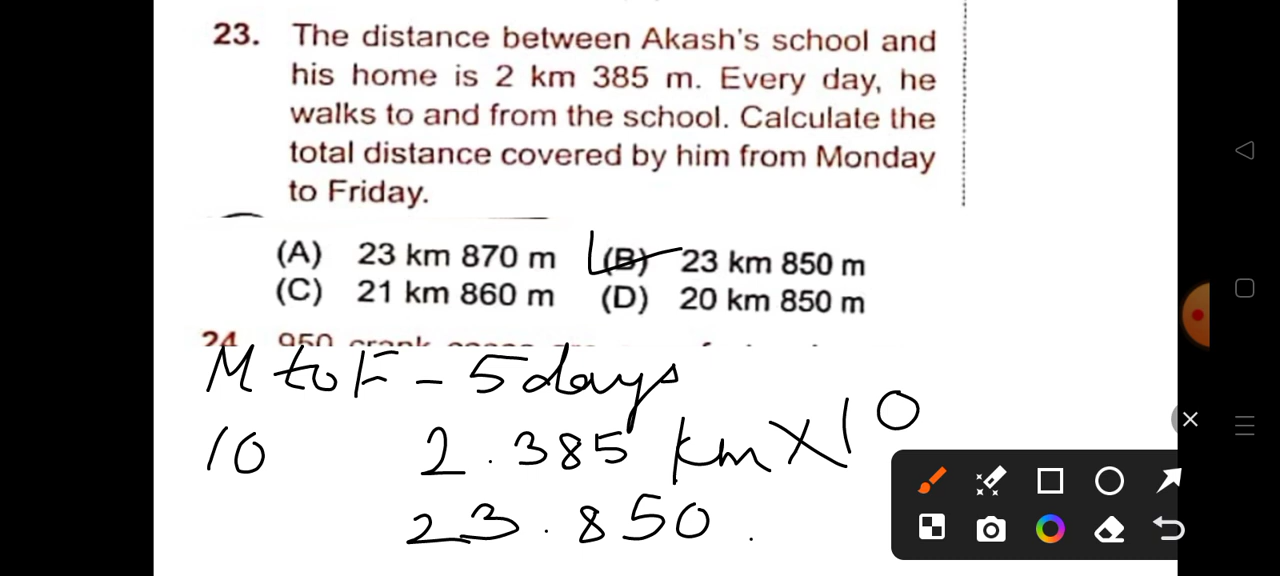 23. The distance between Akash's school and
his home is 2 km 385 m. Every day, he
walks to and from the school. Calculate the
total distance covered by him from Monday
to Friday.
(A) 23 km 870 m (B) 23 km 850 m
(C) 21 km 860 m (D) 20 km 850 m
24. 950
M to F - 5 days
10 2.385 km X 10
23.850.